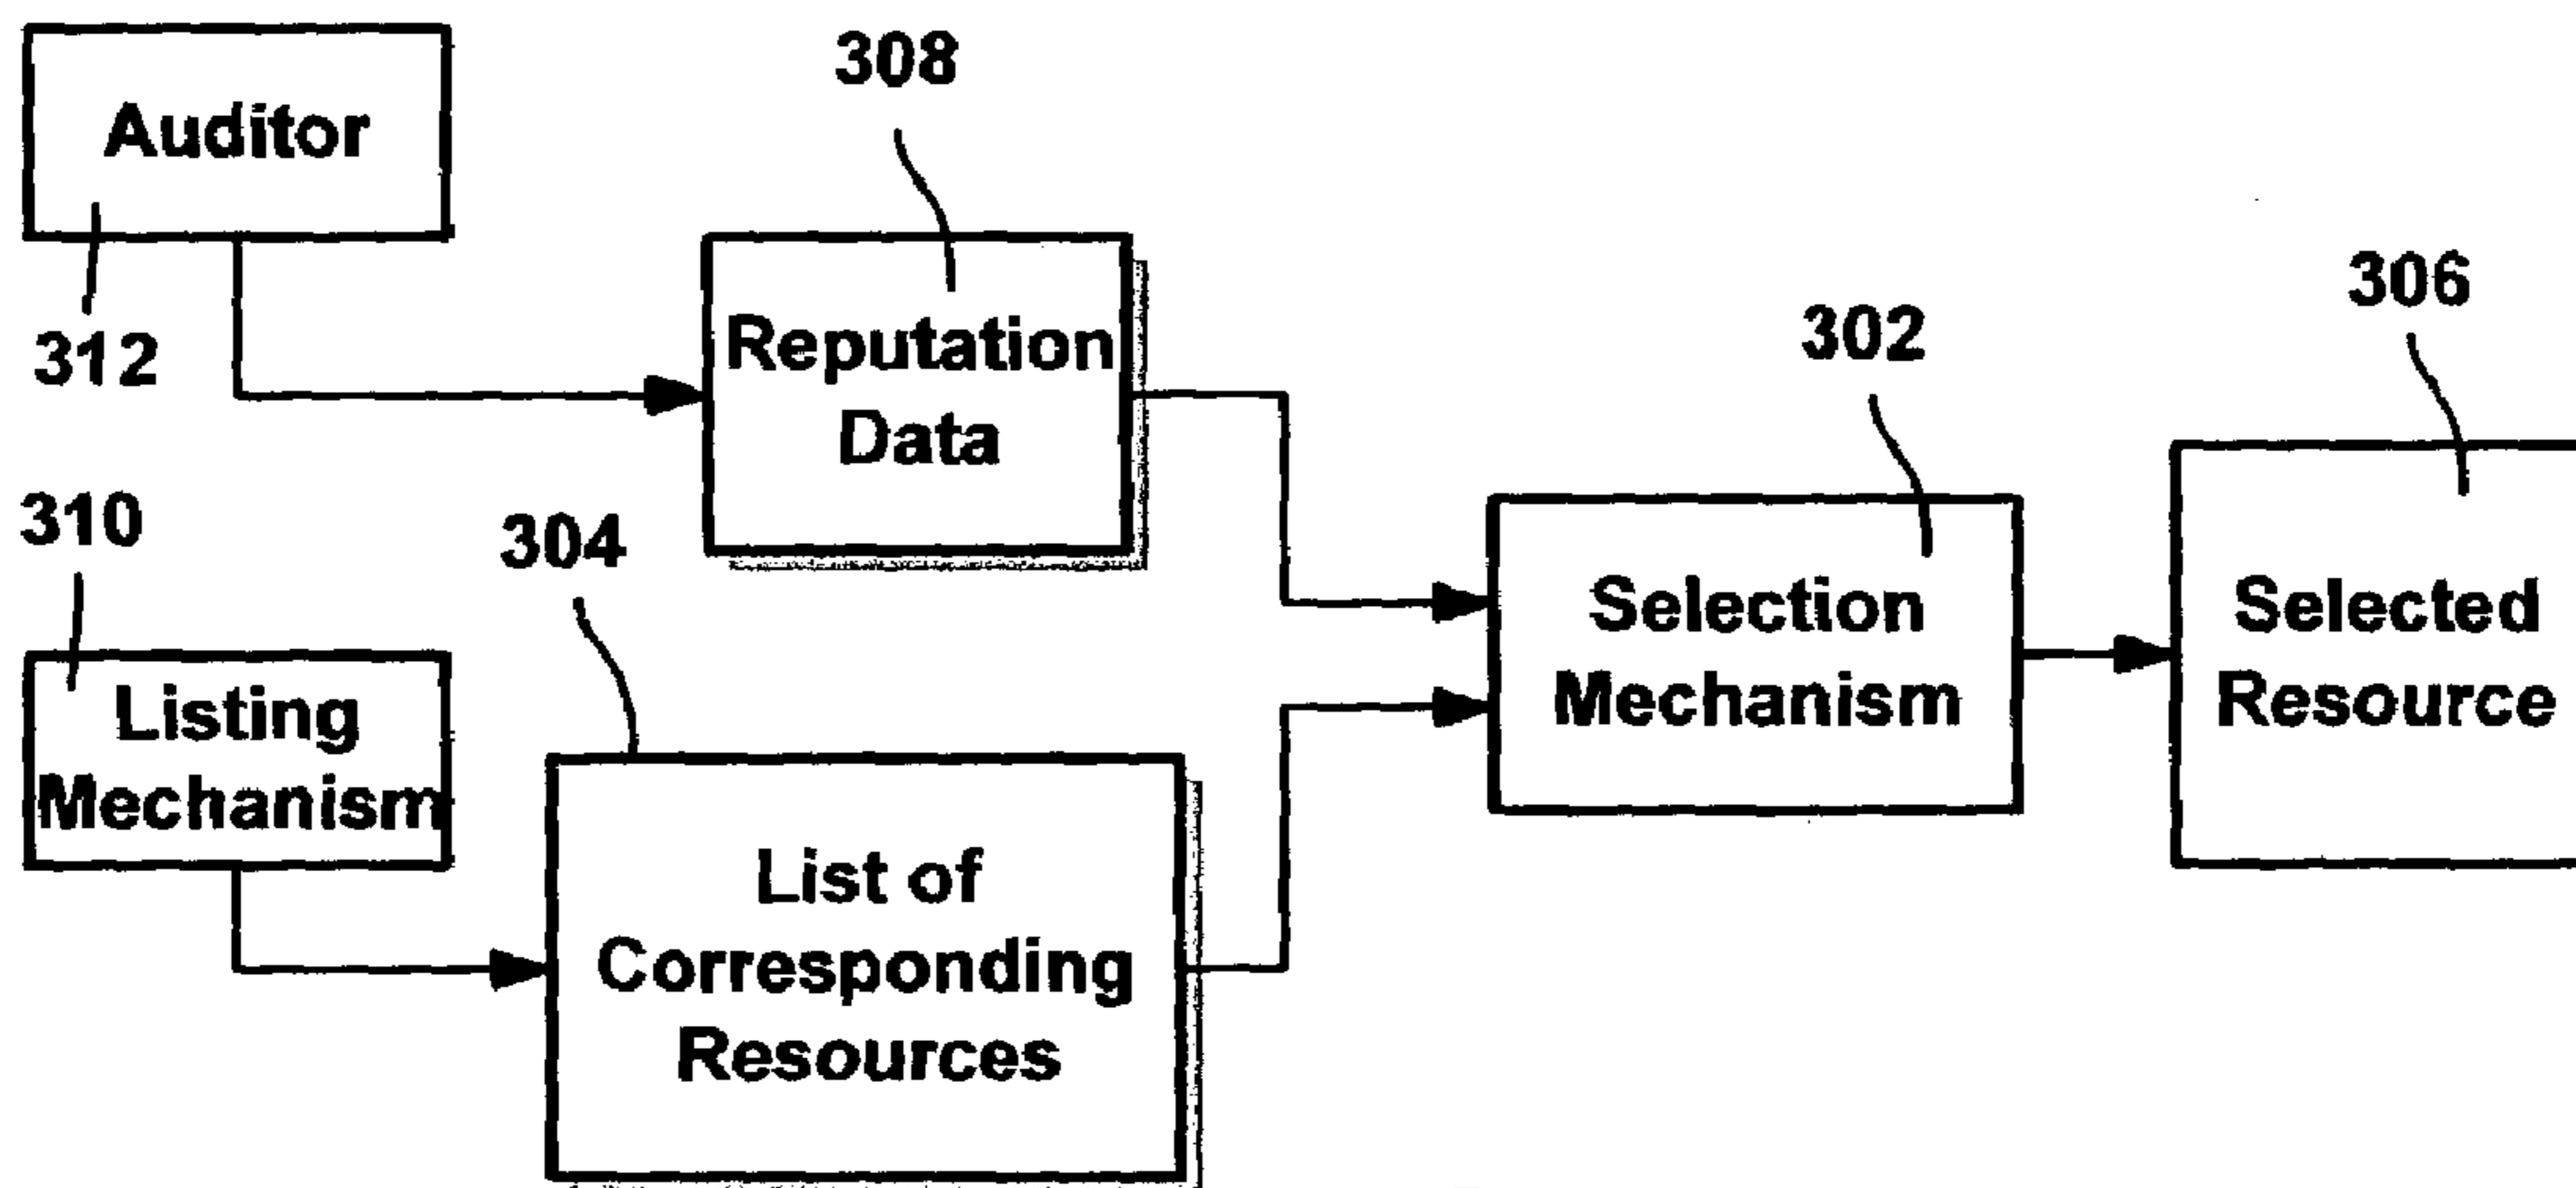 Auditor
312
308
Reputation
Data
310
Listing
Mechanism
304
List of
Corresponding
Resources
302
Selection
Mechanism
306
Selected
Resource